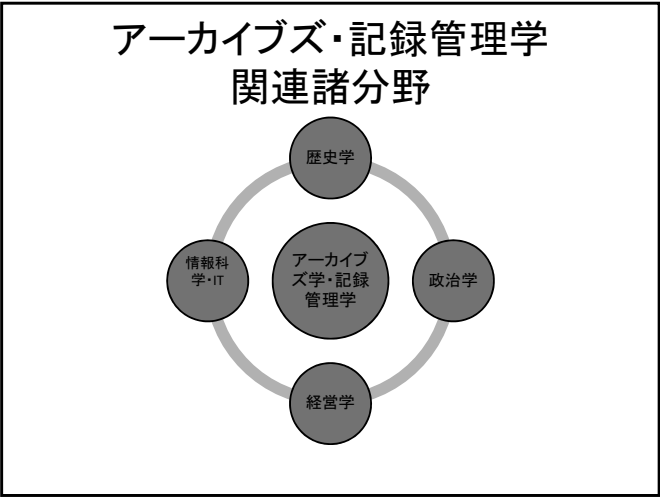 アーカイブズ・記録管理学
関連諸分野
歴史学
情報科
学・IT
アーカイブ
ズ学・記録
管理学
政治学
経営学